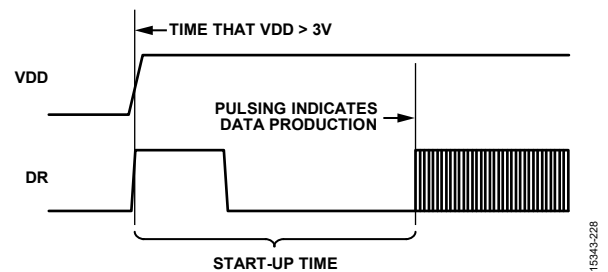 TIME THAT VDD > 3V
VDD
PULSING INDICATES
DATA PRODUCTION
DR
START-UP TIME
15343-228